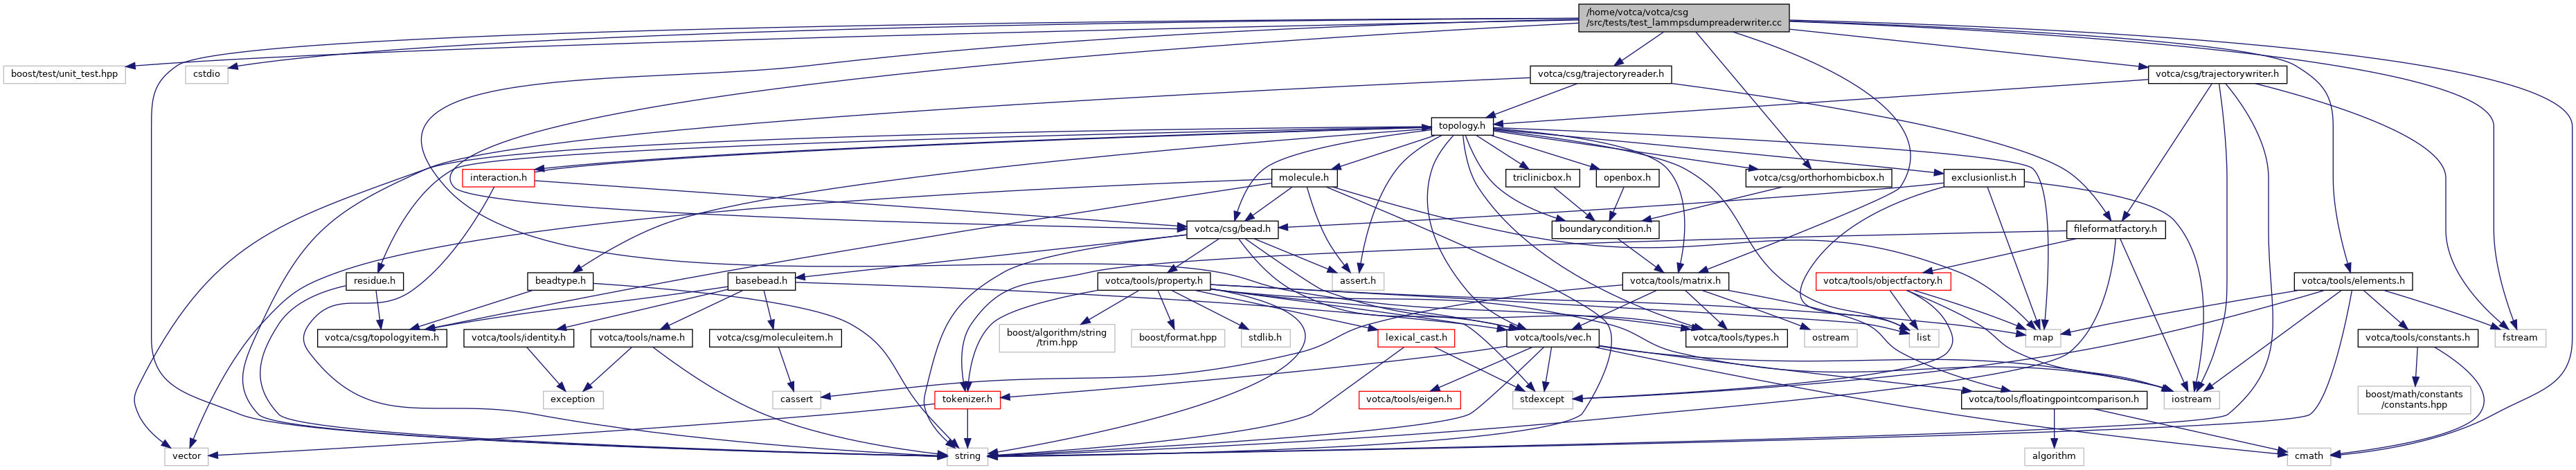 /home/votca/votca/csg
/src/tests/test_lammpsdumpreaderwriter.cc
boost/test/unit_test.hpp
cstdio
votca/csg/trajectoryreader.h
votca/csg/trajectorywriter.h
topology.h
interaction.h
molecule.h
triclinicbox.h
openbox.h
votca/csg/orthorhombicbox.h
exclusionlist.h
votca/csg/bead.h
boundarycondition.h
fileformatfactory.h
residue.h
beadtype.h
basebead.h
votca/tools/property.h
assert.h
votca/tools/matrix.h
votca/tools/objectfactory.h
votca/tools/elements.h
votca/csg/topologyitem.h
votca/tools/identity.h
votca/tools/name.h
votca/csg/moleculeitem.h
boost/algorithm/string
/trim.hpp
boost/format.hpp
stdlib.h
lexical_cast.h
votca/tools/vec.h
votca/tools/types.h
ostream
list
map
votca/tools/constants.h
fstream
exception
cassert
tokenizer.h
votca/tools/eigen.h
stdexcept
votca/tools/floatingpointcomparison.h
iostream
boost/math/constants
/constants.hpp
vector
string
algorithm
cmath